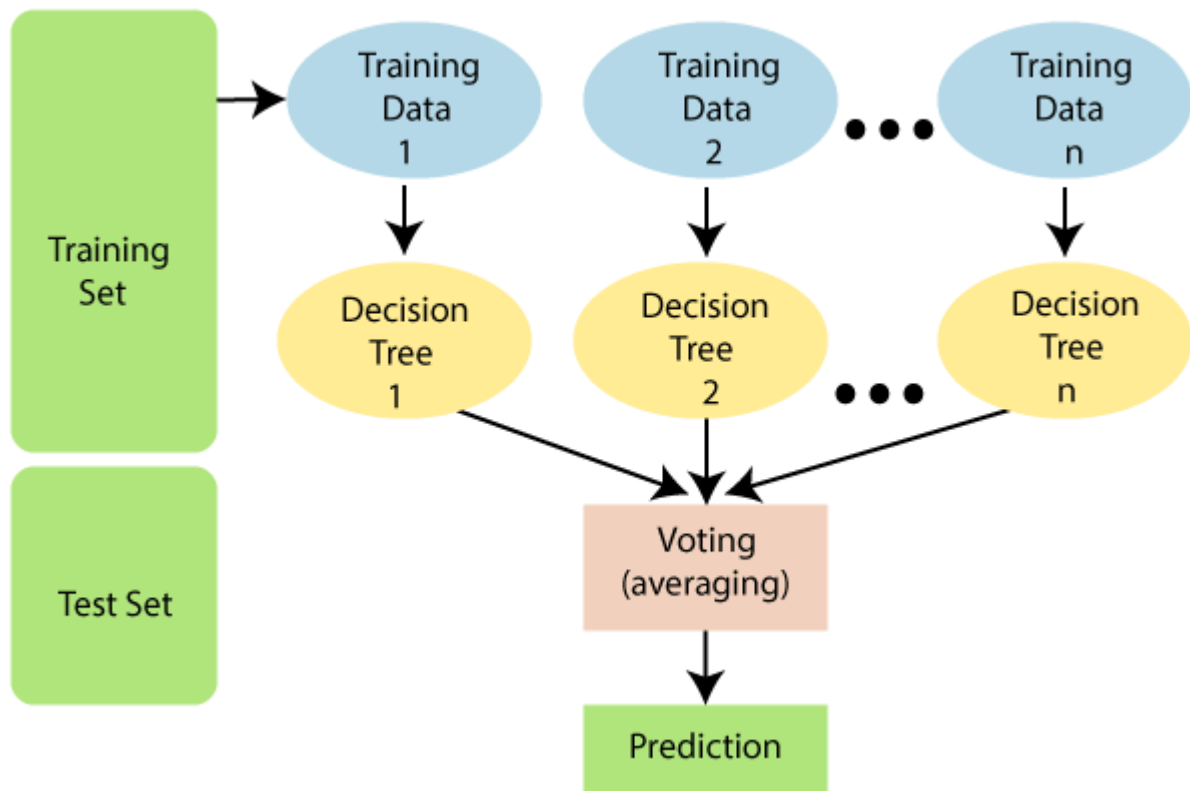 Training
Set
Test Set
Training
Data
1
Training
Data
2
Training
Data
n
Decision
Tree
1
Decision
Tree
2
Decision
Tree
n
Voting
(averaging)
Prediction